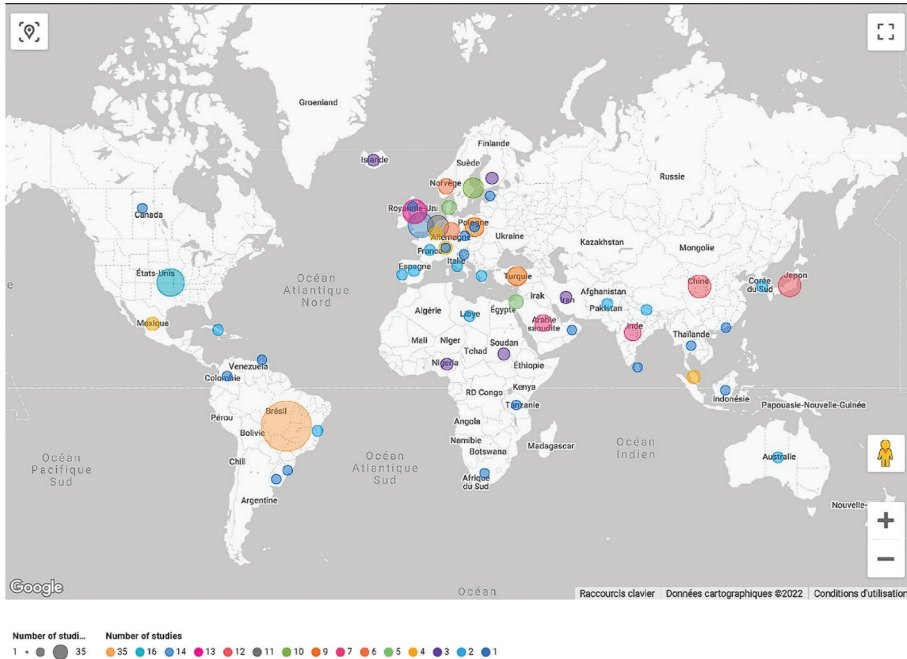 Groenland
Finlande
Islande
Suède
Norvège
Russie
Canada
Royaume-Uni
Pologne
Allemagne
Ukraine
France
Kazakhstan
Mongolie
Italie
États-Unis
Espagne
Turquie
Océan
Atlantique
Nord
Chine
Corée
du Sud
Japon
Algérie
Libye
Égypte
Irak
Iran
Afghanistan
Pakistan
Mexique
Arabie
saoudite
Inde
Mali
Niger
Tchad
Soudan
Thaïlande
Venezuela
Nigeria
Éthiopie
Colombie
Kenya
RD Congo
Tanzanie
Indonésie
Papouasie-Nouvelle-Guinée
Pérou
Brésil
Bolivie
Angola
Namibie
Botswana
Madagascar
Océan
Indien
Océan
Pacifique
Sud
Chili
Océan
Atlantique
Sud
Australie
Afrique
du Sud
Argentine
Nouvelle-
Google
Océan
Raccourcis clavier
Données cartographiques ©2022
Conditions d'utilisation
Number of studi...
1 35
Number of studies
35 16 14 13 12 11 10 9 7 6 5 4 3 2 1